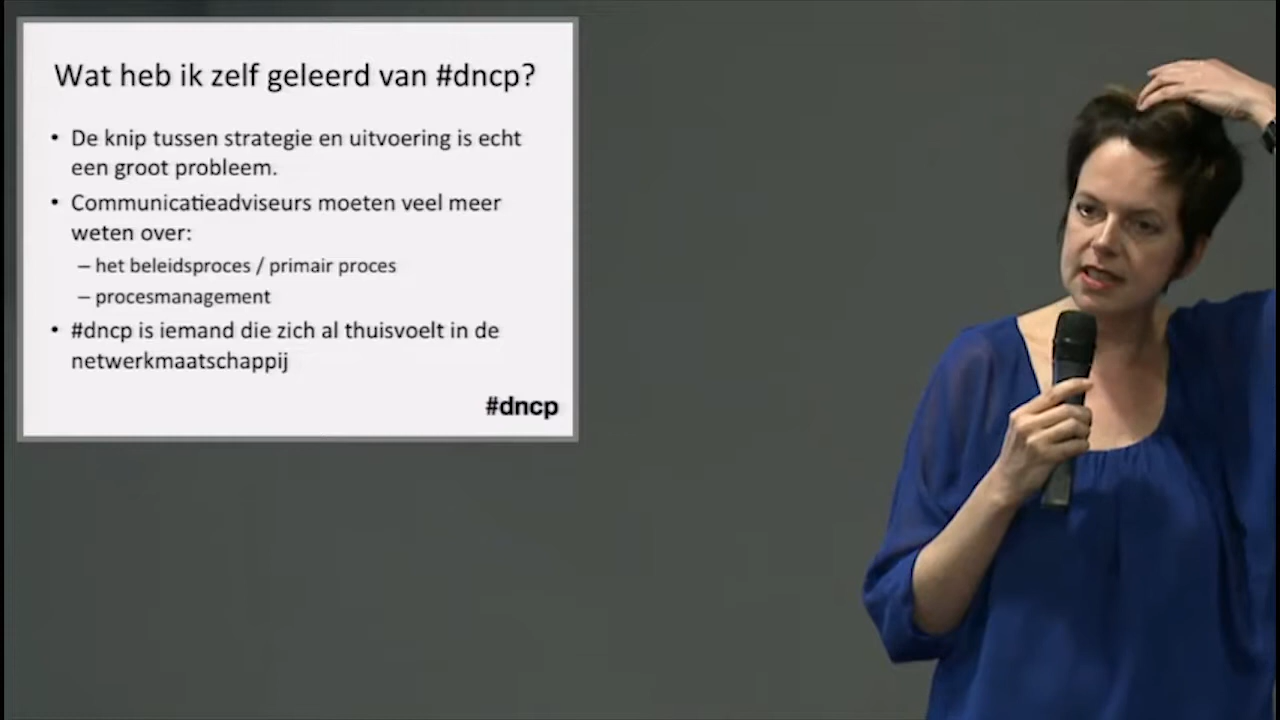 Wat heb ik zelf geleerd van #dncp?
• De knip tussen strategie en uitvoering is echt
een groot probleem.
• Communicatieadviseurs moeten veel meer
weten over:
– het beleidsproces / primair proces
– procesmanagement
• #dncp is iemand die zich al thuisvoelt in de
netwerkmaatschappij
#dncp